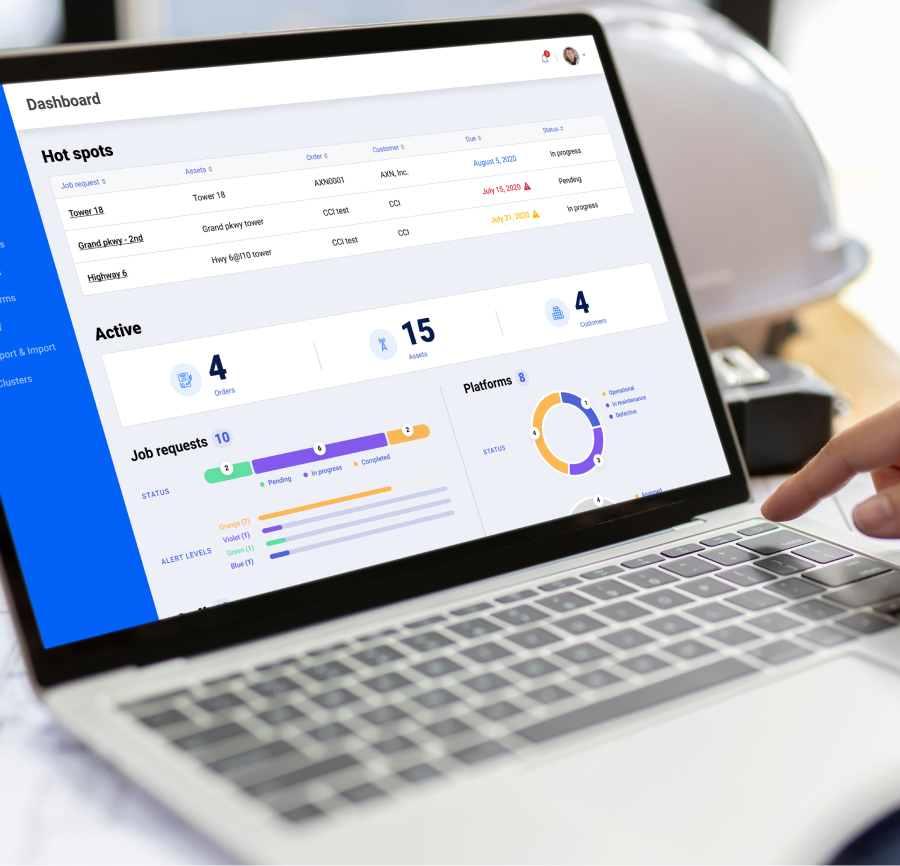 Dashboard
Hot spots
Job request Assets Order Customer Due Status
Tower 18 Tower 18 AXN0001 AXN, Inc. August 5, 2020 In progress
Grand pkwy - 2nd Grand pkwy tower CCI test CCI July 15, 2020 Pending
Highway 6 Hwy 6@I10 tower CCI test CCI July 31, 2020 In progress
port & Import
Clusters
Active
4 Orders
15 Assets
4 Customers
Job requests 10
STATUS
2 6 2
Pending In progress Completed
ALERT LEVELS
Orange (7)
Violet (1)
Green (1)
Blue (1)
Platforms 8
STATUS
4 1 3
Operational
In maintenance
Defective
4
Assigned